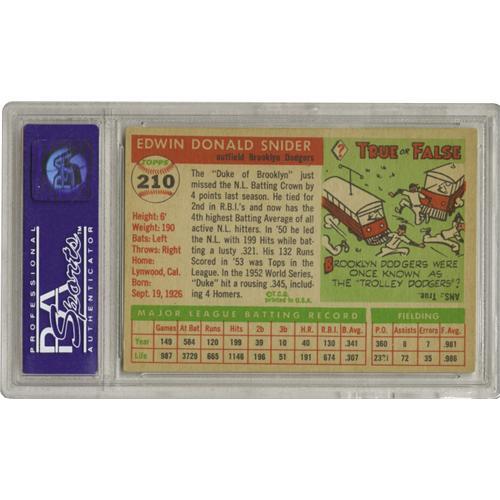 PROFESSIONAL
PSA
Sports™
AUTHENTICATOR
PSA
EDWIN DONALD SNIDER
outfield Brooklyn Dodgers
TOPPS
210
Height: 6'
Weight: 190
Bats: Left
Throws: Right
Home:
Lynwood, Cal.
Born:
Sept. 19, 1926
The "Duke of Brooklyn" just
missed the N.L. Batting Crown by
4 points last season. He tied for
2nd in R.B.I.'s and now has the
4th highest Batting Average of all
active N.L. hitters. In '50 he led
the N.L. with 199 Hits while bat-
ting a lusty .321. His 132 Runs
Scored in '53 was Tops in the
League. In the 1952 World Series,
"Duke" hit a rousing .345, includ-
ing 4 Homers.
©T.C.G. printed in U.S.A.
?
TRUE OR FALSE
BROOKLYN DODGERS WERE
ONCE KNOWN AS
THE "TROLLEY DODGERS"?
ANS.: True
MAJOR LEAGUE BATTING RECORD
FIELDING
Games At Bat Runs Hits 2b 3b H.R. R.B.I. B. Avg. P.O. Assists Errors F. Avg.
Year 149 584 120 199 39 10 40 130 .341 360 8 7 .981
Life 987 3729 665 1146 196 51 191 694 .307 72 35 .986